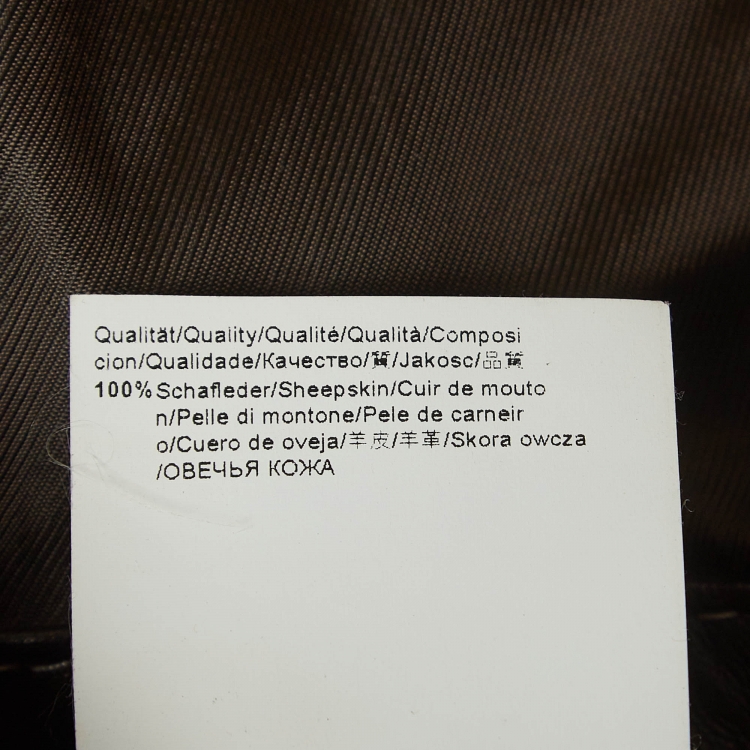 Qualität/Quality/Qualité/Qualità/Composi
cion/Qualidade/Качество/質/Jakosc/品質
100% Schafleder/Sheepskin/Cuir de mouto
n/Pelle di montone/Pele de carneir
o/Cuero de oveja/羊皮/羊革/Skora owcza
/ОВЕЧЬЯ КОЖА